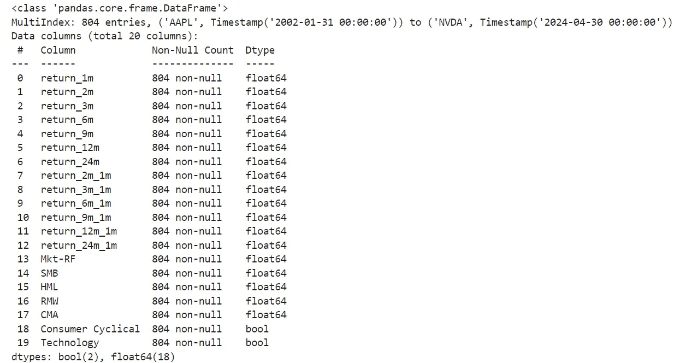 <class 'pandas.core.frame.DataFrame'>
MultiIndex: 804 entries, ('AAPL', Timestamp('2002-01-31 00:00:00')) to ('NVDA', Timestamp('2024-04-30 00:00:00'))
Data columns (total 20 columns):
 #   Column             Non-Null Count  Dtype
---  ------             --------------  -----
 0   return_1m          804 non-null    float64
 1   return_2m          804 non-null    float64
 2   return_3m          804 non-null    float64
 3   return_6m          804 non-null    float64
 4   return_9m          804 non-null    float64
 5   return_12m         804 non-null    float64
 6   return_24m         804 non-null    float64
 7   return_2m_1m       804 non-null    float64
 8   return_3m_1m       804 non-null    float64
 9   return_6m_1m       804 non-null    float64
 10  return_9m_1m       804 non-null    float64
 11  return_12m_1m      804 non-null    float64
 12  return_24m_1m      804 non-null    float64
 13  Mkt-RF             804 non-null    float64
 14  SMB                804 non-null    float64
 15  HML                804 non-null    float64
 16  RMW                804 non-null    float64
 17  CMA                804 non-null    float64
 18  Consumer Cyclical  804 non-null    bool
 19  Technology         804 non-null    bool
dtypes: bool(2), float64(18)